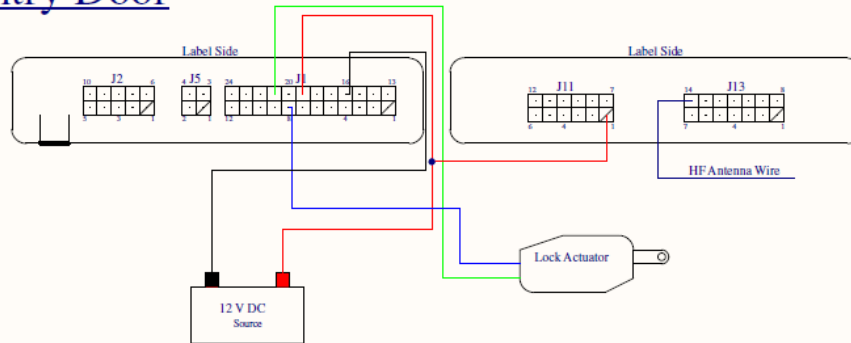 ntry Door
Label Side
Label Side
J2
J5
J1
J11
J13
10 6
4 3
24 20 16 13
12 7
14 8
5 3 1
2 1
12 8 4 1
6 4 1
7 4 1
HF Antenna Wire
Lock Actuator
12 V DC
Source